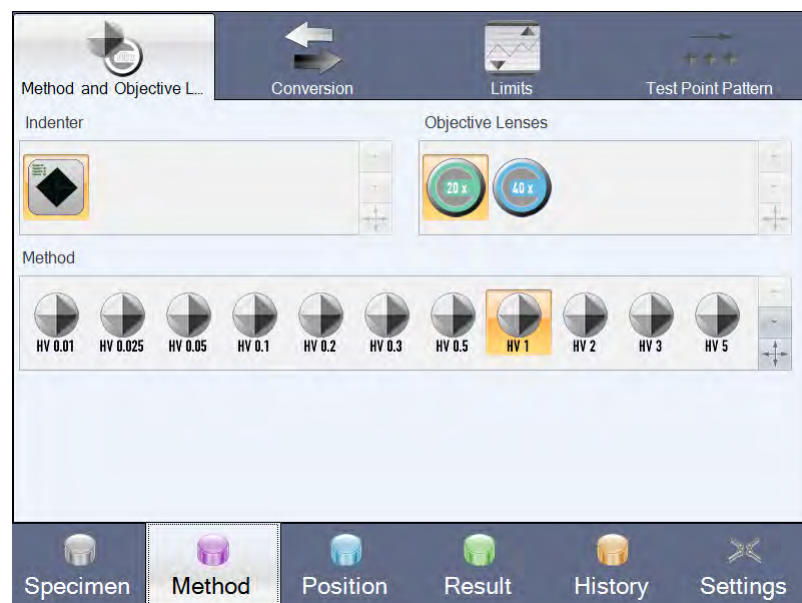 Method and Objective L...
Conversion
Limits
Test Point Pattern
Indenter
Objective Lenses
20 x
40 x
Method
HV 0.01
HV 0.025
HV 0.05
HV 0.1
HV 0.2
HV 0.3
HV 0.5
HV 1
HV 2
HV 3
HV 5
Specimen
Method
Position
Result
History
Settings